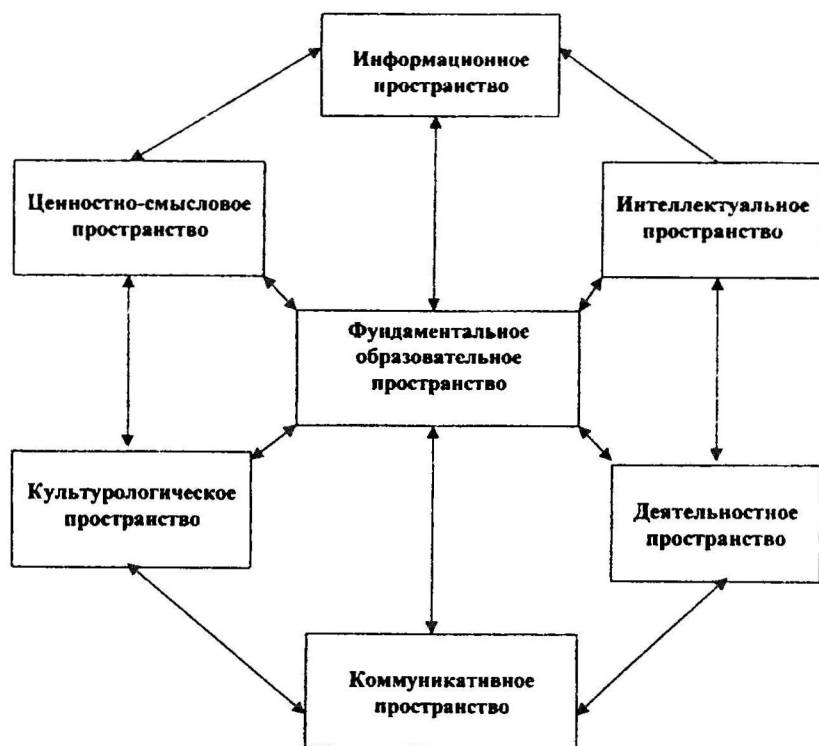 Информационное
пространство
Ценностно-смысловое
пространство
Интеллектуальное
пространство
Фундаментальное
образовательное
пространство
Культурологическое
пространство
Деятельностное
пространство
Коммуникативное
пространство